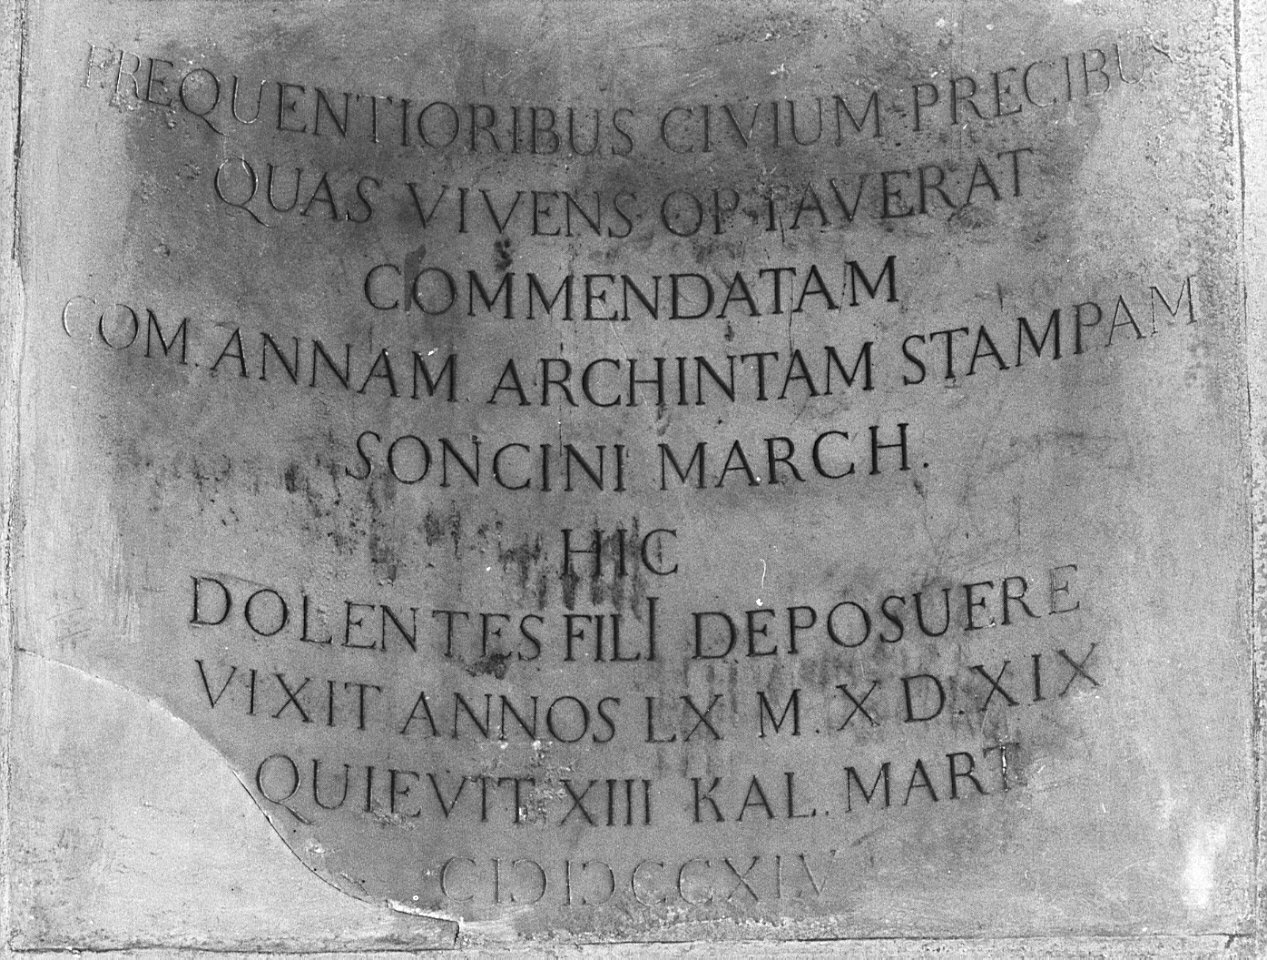 FREQUENTIORIBUS CIVIUM PRECIBUS
QUAS VIVENS OPTAVERAT
COMMENDATAM
COM. ANNAM ARCHINTAM STAMPAM
SONCINI MARCH.
HIC
DOLENTES FILI DEPOSUERE
VIXIT ANNOS LX M. X D. XIX
QUIEVIT XIII KAL. MART
CIↃIↃCCXIV